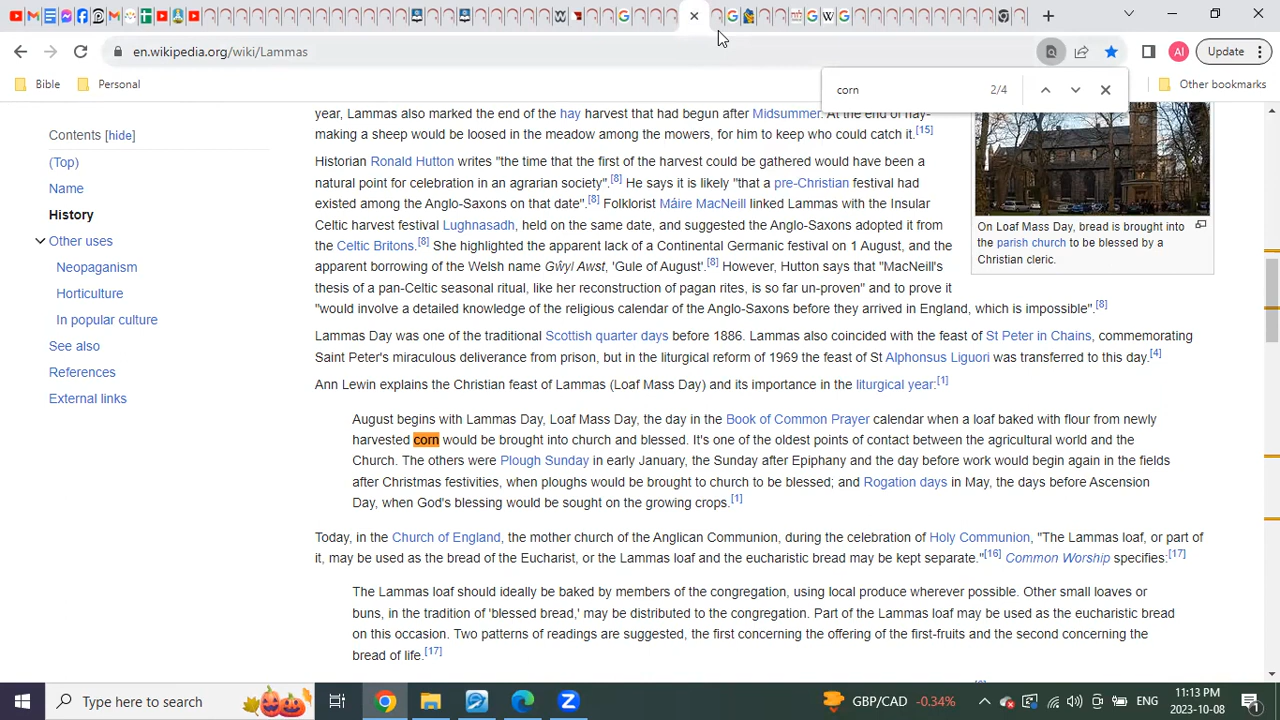 en.wikipedia.org/wiki/Lammas
Update
Bible
Personal
Other bookmarks
corn
2/4
Contents [hide]
(Top)
Name
History
Other uses
Neopaganism
Horticulture
In popular culture
See also
References
External links
year, Lammas also marked the end of the hay harvest that had begun after Midsummer. At the end of hay-
making a sheep would be loosed in the meadow among the mowers, for him to keep who could catch it.[15]
Historian Ronald Hutton writes "the time that the first of the harvest could be gathered would have been a
natural point for celebration in an agrarian society".[8] He says it is likely "that a pre-Christian festival had
existed among the Anglo-Saxons on that date".[8] Folklorist Máire MacNeill linked Lammas with the Insular
Celtic harvest festival Lughnasadh, held on the same date, and suggested the Anglo-Saxons adopted it from
the Celtic Britons.[8] She highlighted the apparent lack of a Continental Germanic festival on 1 August, and the
apparent borrowing of the Welsh name Gŵyl Awst, 'Gule of August'.[8] However, Hutton says that "MacNeill's
thesis of a pan-Celtic seasonal ritual, like her reconstruction of pagan rites, is so far un-proven" and to prove it
"would involve a detailed knowledge of the religious calendar of the Anglo-Saxons before they arrived in England, which is impossible".[8]
On Loaf Mass Day, bread is brought into
the parish church to be blessed by a
Christian cleric.
Lammas Day was one of the traditional Scottish quarter days before 1886. Lammas also coincided with the feast of St Peter in Chains, commemorating
Saint Peter's miraculous deliverance from prison, but in the liturgical reform of 1969 the feast of St Alphonsus Liguori was transferred to this day.[4]
Ann Lewin explains the Christian feast of Lammas (Loaf Mass Day) and its importance in the liturgical year:[1]
August begins with Lammas Day, Loaf Mass Day, the day in the Book of Common Prayer calendar when a loaf baked with flour from newly
harvested corn would be brought into church and blessed. It's one of the oldest points of contact between the agricultural world and the
Church. The others were Plough Sunday in early January, the Sunday after Epiphany and the day before work would begin again in the fields
after Christmas festivities, when ploughs would be brought to church to be blessed; and Rogation days in May, the days before Ascension
Day, when God's blessing would be sought on the growing crops.[1]
Today, in the Church of England, the mother church of the Anglican Communion, during the celebration of Holy Communion, "The Lammas loaf, or part of
it, may be used as the bread of the Eucharist, or the Lammas loaf and the eucharistic bread may be kept separate."[16] Common Worship specifies:[17]
The Lammas loaf should ideally be baked by members of the congregation, using local produce wherever possible. Other small loaves or
buns, in the tradition of 'blessed bread,' may be distributed to the congregation. Part of the Lammas loaf may be used as the eucharistic bread
on this occasion. Two patterns of readings are suggested, the first concerning the offering of the first-fruits and the second concerning the
bread of life.[17]
Type here to search
GBP/CAD -0.34%
ENG
11:13 PM
2023-10-08